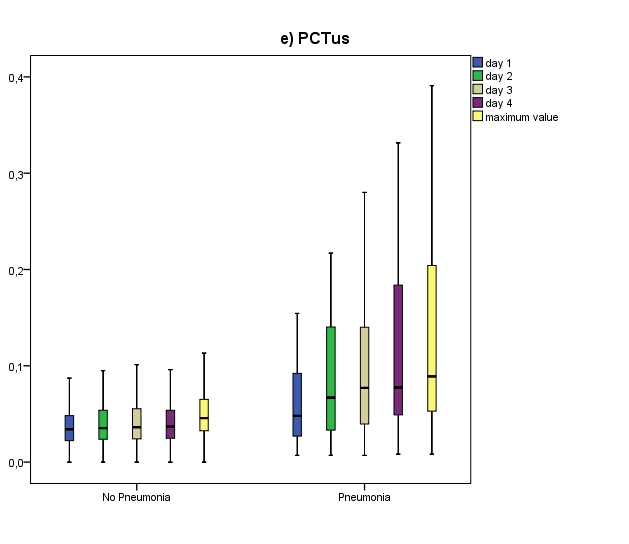 e) PCTus
day 1
day 2
day 3
day 4
maximum value
0,4
0,3
0,2
0,1
0,0
No Pneumonia
Pneumonia